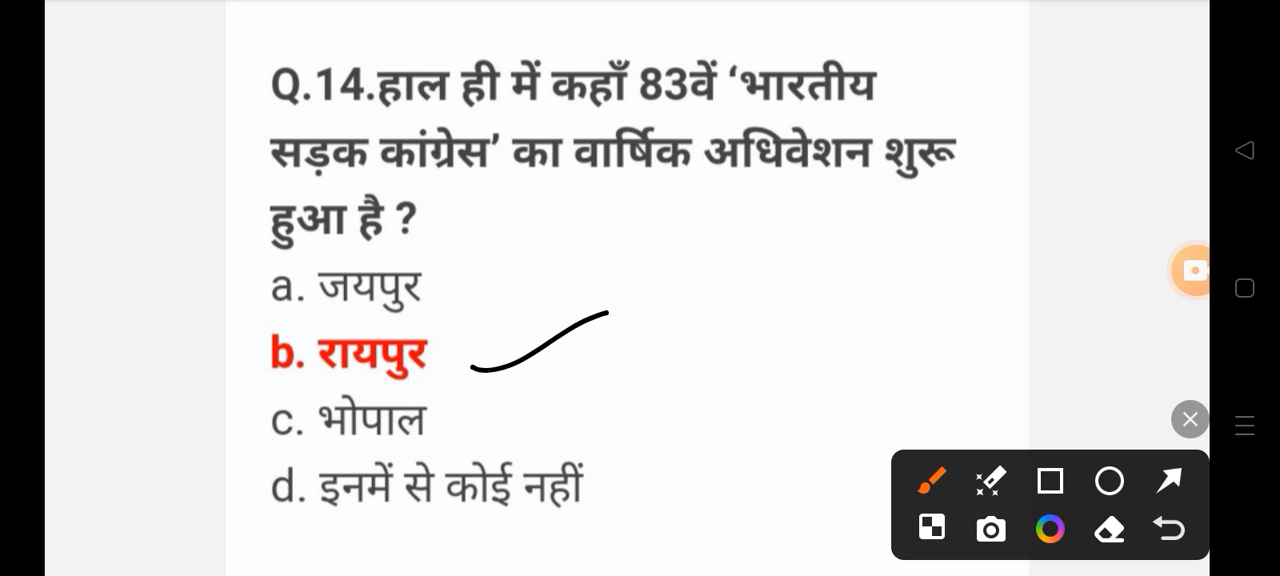 Q.14.हाल ही में कहाँ 83वें ‘भारतीय
सड़क कांग्रेस’ का वार्षिक अधिवेशन शुरू
हुआ है ?
a. जयपुर
b. रायपुर
c. भोपाल
d. इनमें से कोई नहीं